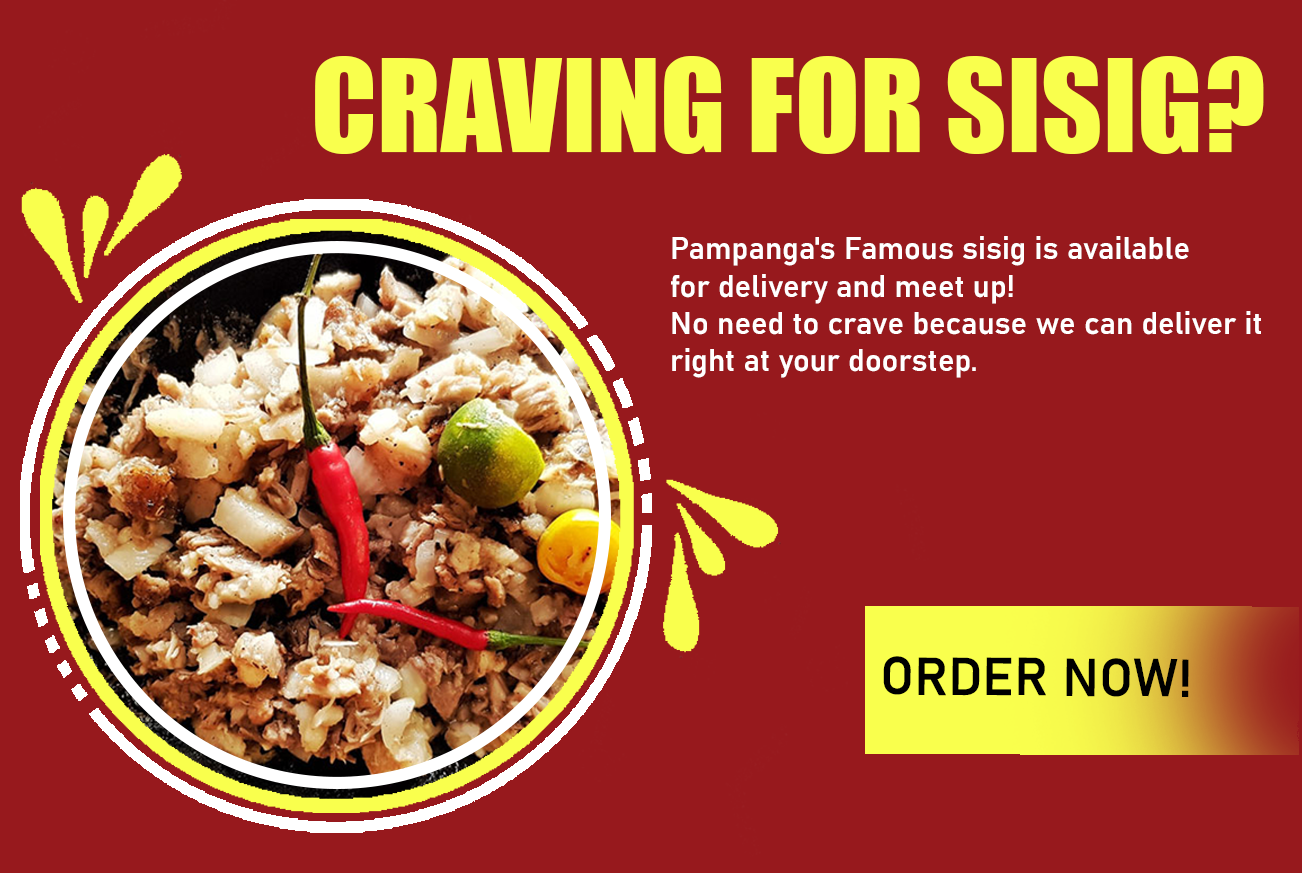 CRAVING FOR SISIG?
Pampanga's Famous sisig is available
for delivery and meet up!
No need to crave because we can deliver it
right at your doorstep.
ORDER NOW!